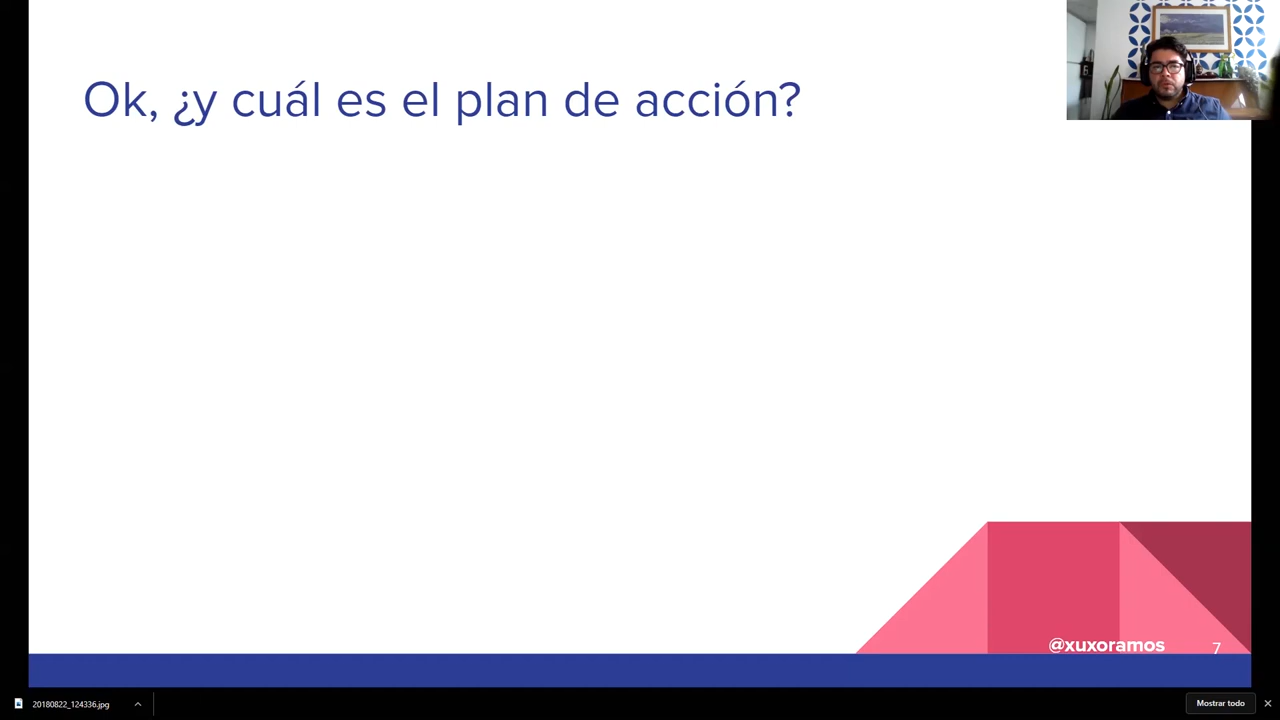 Ok, ¿y cuál es el plan de acción?
@xuxoramos
7
20180822_124336.jpg
Mostrar todo